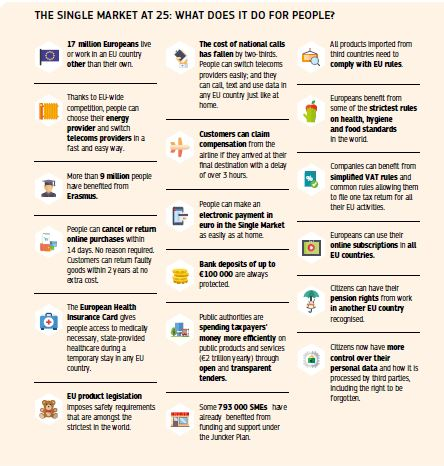 THE SINGLE MARKET AT 25: WHAT DOES IT DO FOR PEOPLE?
17 million Europeans live
or work in an EU country
other than their own.
Thanks to EU-wide
competition, people can
choose their energy
provider and switch
telecoms providers in a
fast and easy way.
More than 9 million people
have benefited from
Erasmus.
People can cancel or return
online purchases within
14 days. No reason required.
Customers can return faulty
goods within 2 years at no
extra cost.
The European Health
Insurance Card gives
people access to medically
necessary, state-provided
healthcare during a
temporary stay in any EU
country.
EU product legislation
imposes safety requirements
that are amongst the
strictest in the world.
The cost of national calls
has fallen by two-thirds.
People can switch telecoms
providers easily; and they
can call, text and use data in
any EU country just like at
home.
Customers can claim
compensation from the
airline if they arrived at their
final destination with a
delay of over 3 hours.
People can make an
electronic payment in
euro in the Single Market
as easily as at home.
Bank deposits of up to
€100 000 are always
protected.
Public authorities are
spending taxpayers'
money more efficiently on
public products and services
(€2 trillion yearly) through
open and transparent
tenders.
Some 793 000 SMEs have
already benefited from
funding and support under
the Juncker Plan.
All products imported from
third countries need to
comply with EU rules.
Europeans benefit from
some of the strictest rules
on health, hygiene
and food standards
in the world.
Companies can benefit from
simplified VAT rules and
common rules allowing them
to file one tax return for all
their EU activities.
Europeans can use their
online subscriptions in all
EU countries.
Citizens can have their
pension rights from work
in another EU country
recognised.
Citizens now have more
control over their
personal data and how it is
processed by third parties,
including the right to be
forgotten.